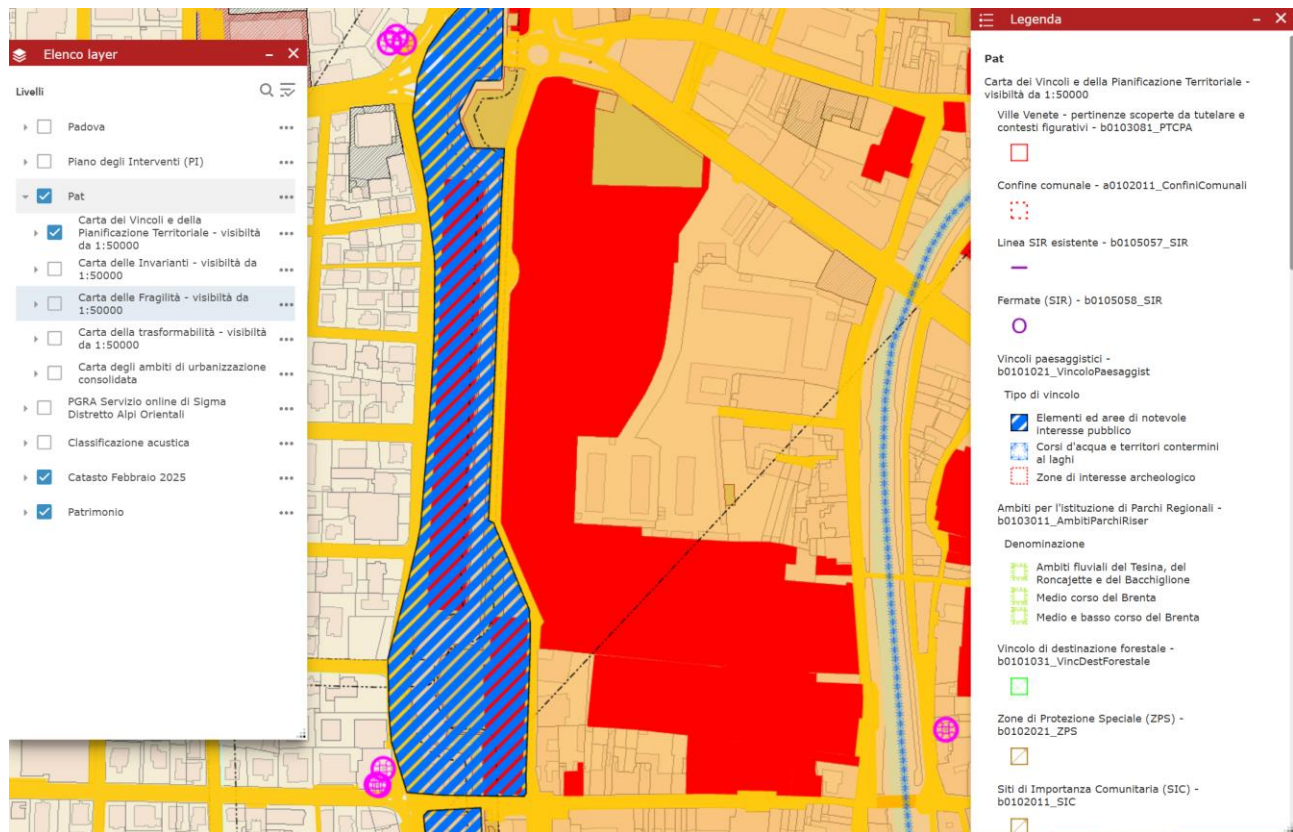 Elenco layer
Livelli
Padova
Piano degli Interventi (PI)
Pat
Carta dei Vincoli e della
Pianificazione Territoriale - visibiltà
da 1:50000
Carta delle Invarianti - visibiltà da
1:50000
Carta delle Fragilità - visibiltà da
1:50000
Carta della trasformabilità - visibiltà
da 1:50000
Carta degli ambiti di urbanizzazione
consolidata
PGRA Servizio online di Sigma
Distretto Alpi Orientali
Classificazione acustica
Catasto Febbraio 2025
Patrimonio
Legenda
Pat
Carta dei Vincoli e della Pianificazione Territoriale -
visibiltà da 1:50000
Ville Venete - pertinenze scoperte da tutelare e
contesti figurativi - b0103081_PTCPA
Confine comunale - a0102011_ConfiniComunali
Linea SIR esistente - b0105057_SIR
Fermate (SIR) - b0105058_SIR
Vincoli paesaggistici -
b0101021_VincoloPaesaggist
Tipo di vincolo
Elementi ed aree di notevole
interesse pubblico
Corsi d'acqua e territori contermini
al laghi
Zone di interesse archeologico
Ambiti per l'istituzione di Parchi Regionali -
b0103011_AmbitiParchiRiser
Denominazione
Ambiti fluviali del Tesina, del
Roncajette e del Bacchiglione
Medio corso del Brenta
Medio e basso corso del Brenta
Vincolo di destinazione forestale -
b0101031_VincDestForestale
Zone di Protezione Speciale (ZPS) -
b0102021_ZPS
Siti di Importanza Comunitaria (SIC) -
b0102011_SIC